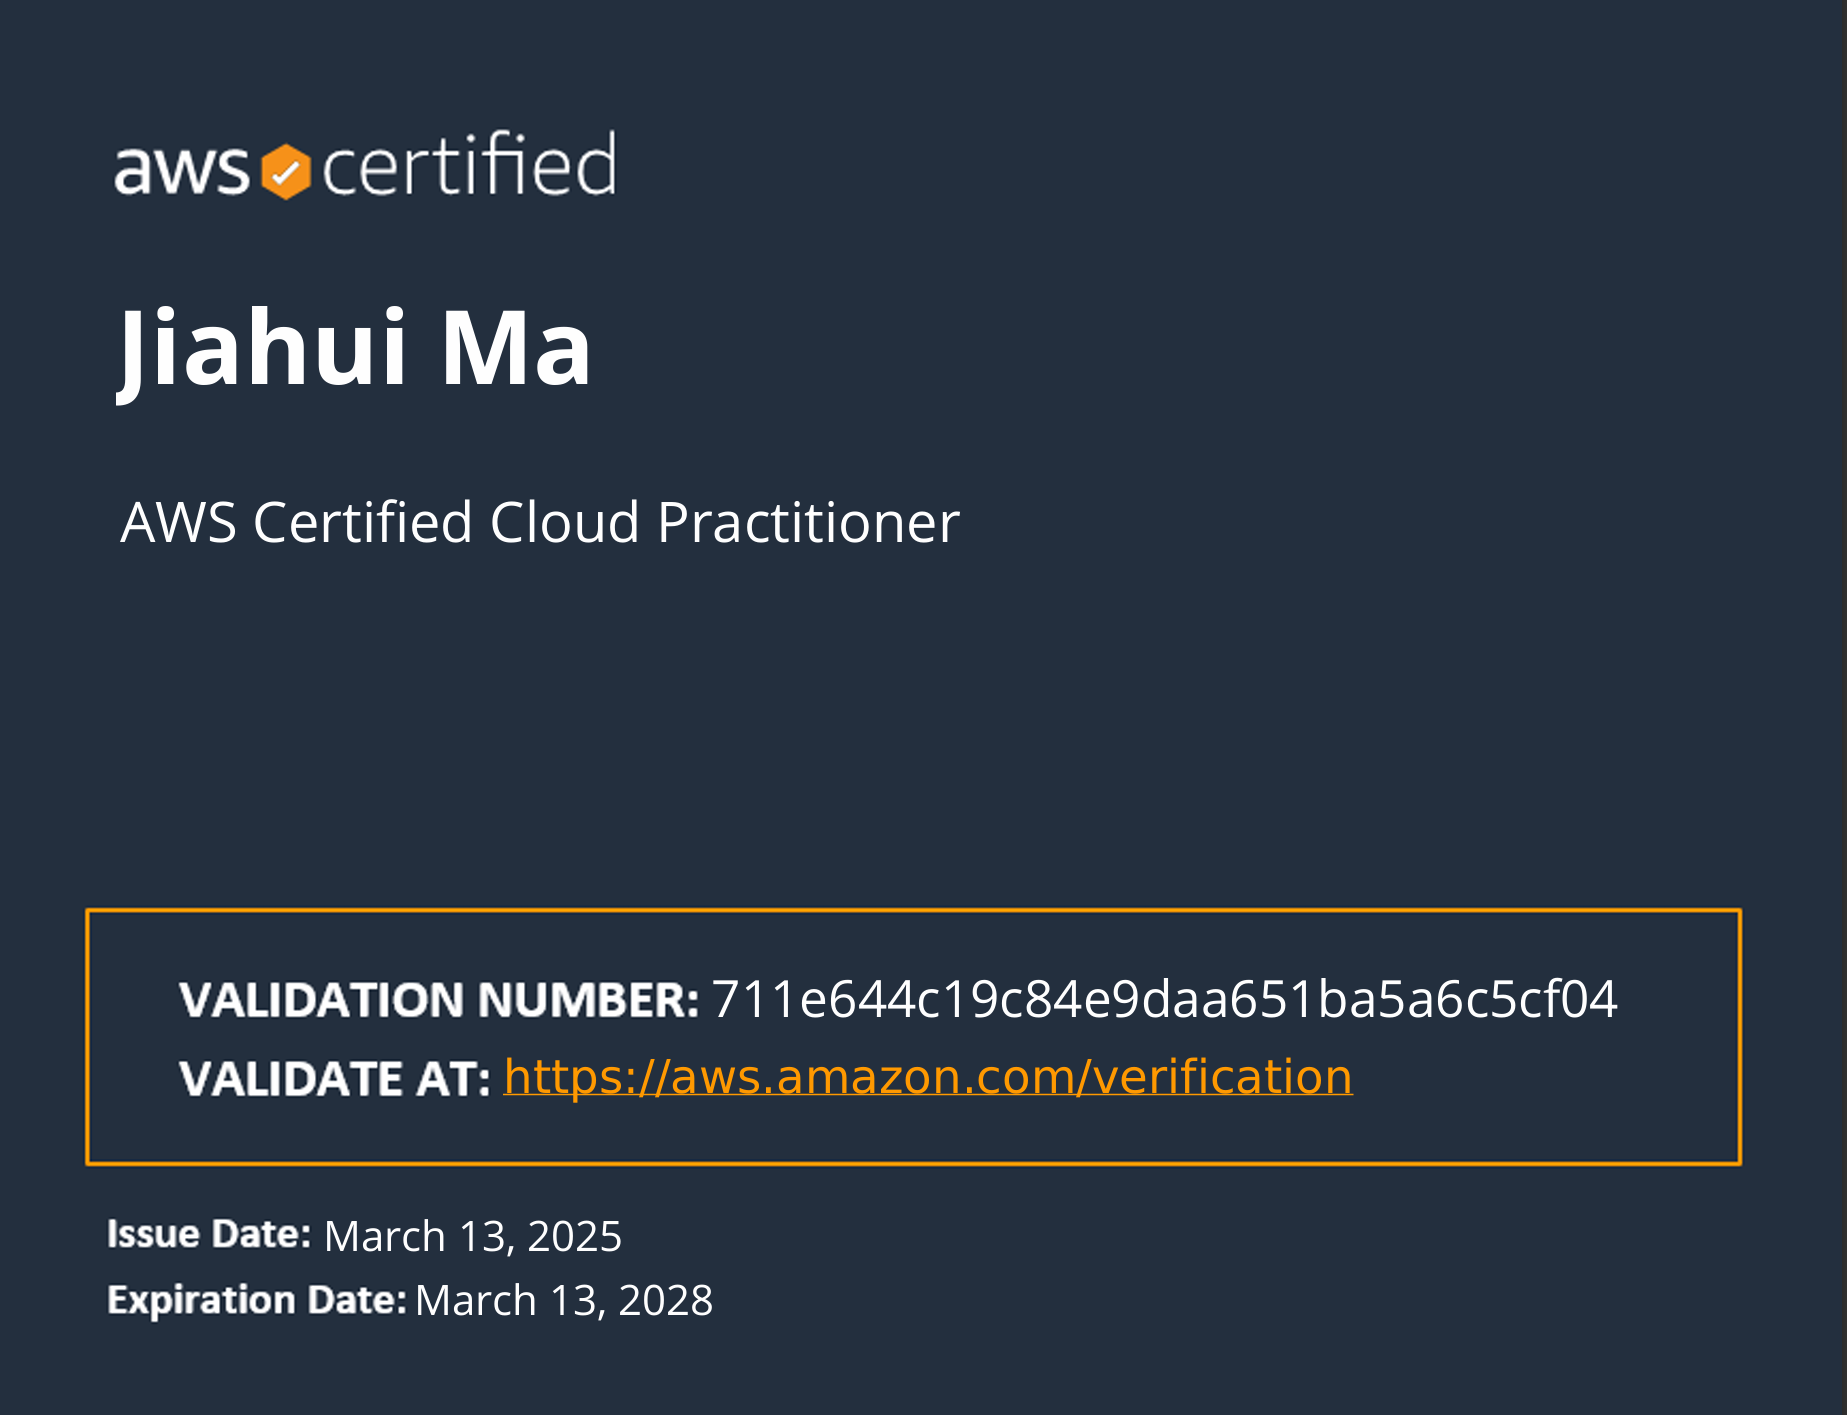 aws certified
Jiahui Ma
AWS Certified Cloud Practitioner
VALIDATION NUMBER: 711e644c19c84e9daa651ba5a6c5cf04
VALIDATE AT: https://aws.amazon.com/verification
Issue Date: March 13, 2025
Expiration Date: March 13, 2028